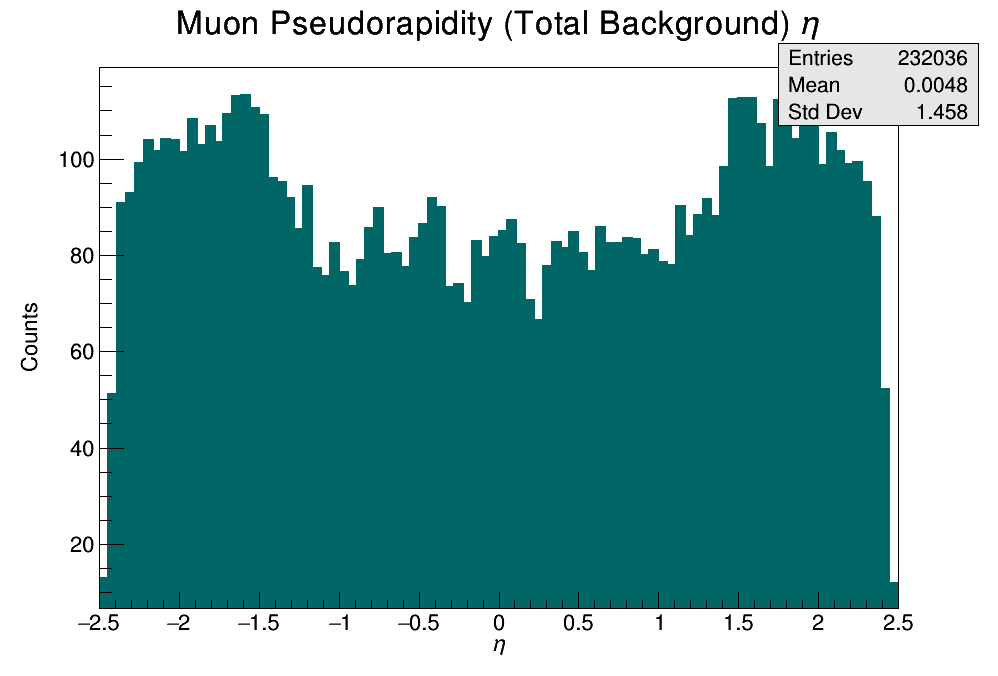 Muon Pseudorapidity (Total Background) η
Entries 232036
Mean 0.0048
Std Dev 1.458
Counts
100
80
60
40
20
−2.5 −2 −1.5 −1 −0.5 0 0.5 1 1.5 2 2.5
η